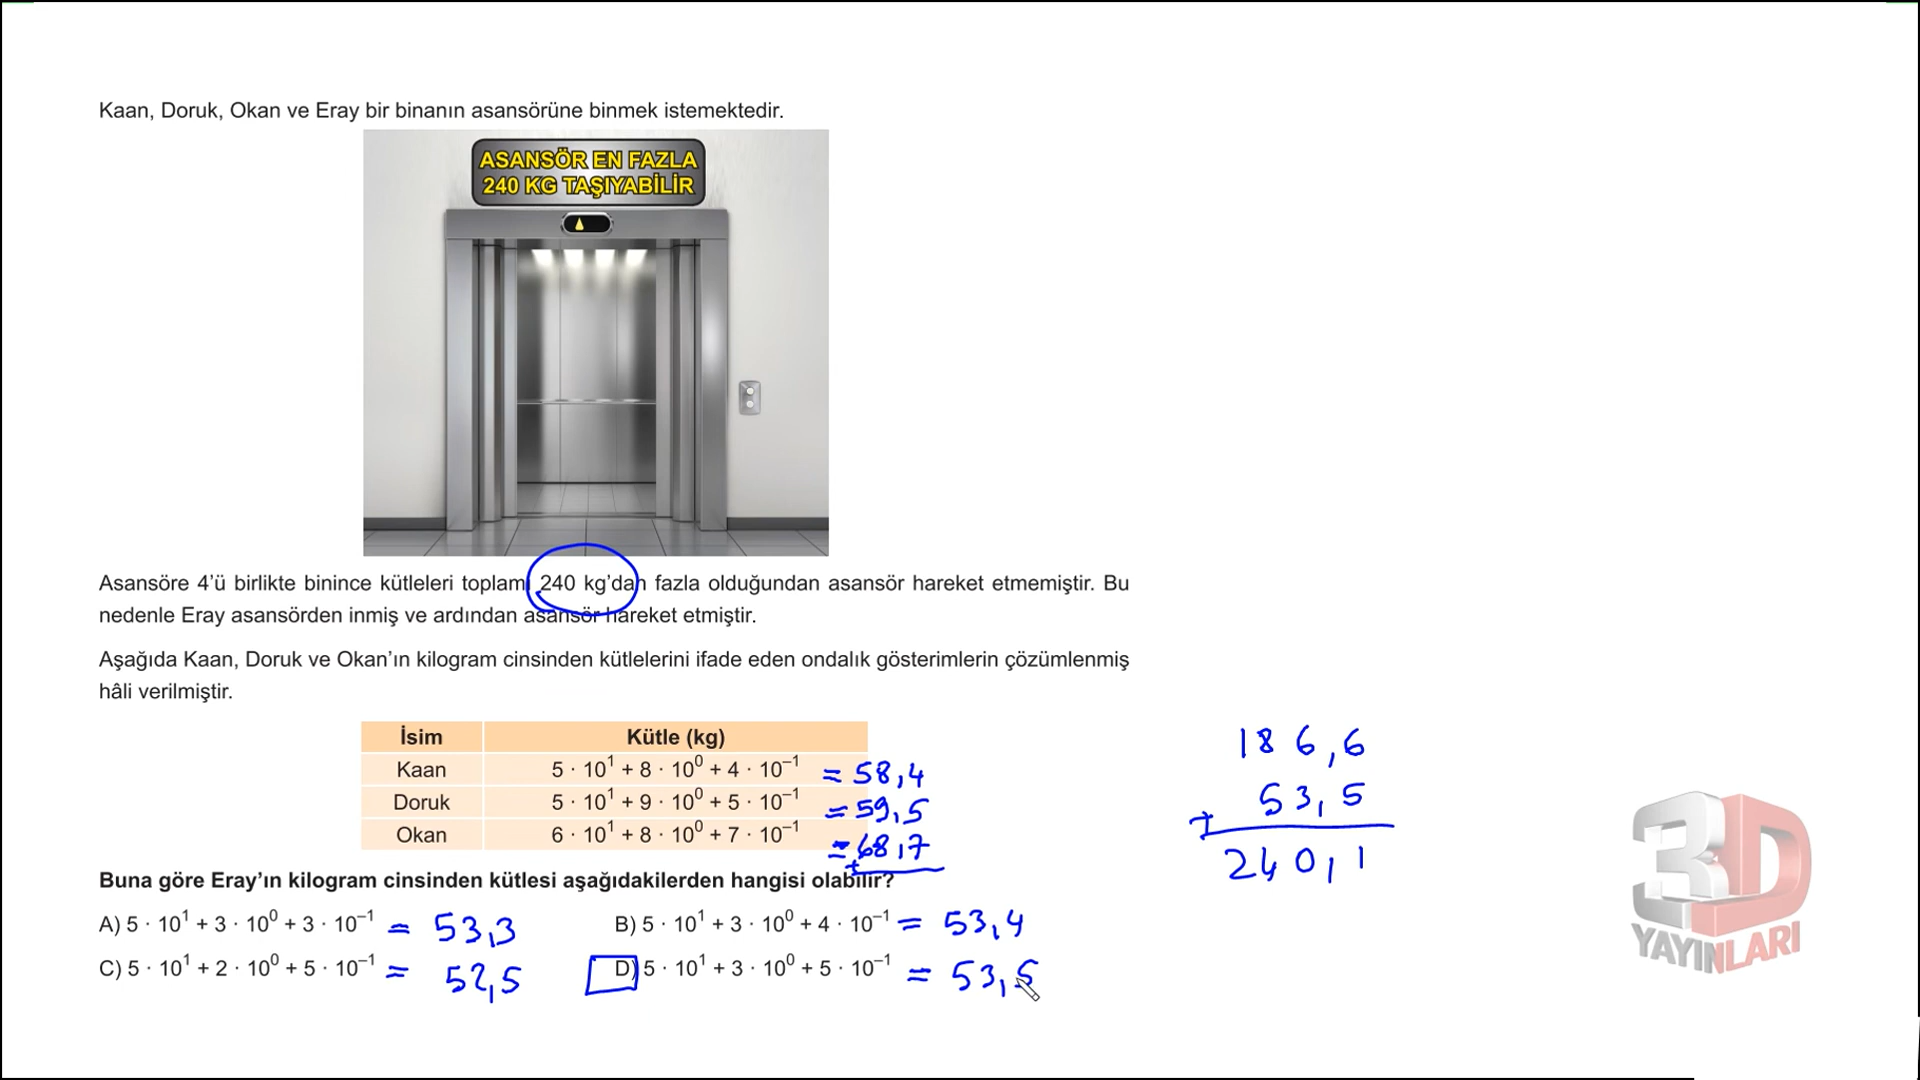 Kaan, Doruk, Okan ve Eray bir binanın asansörüne binmek istemektedir.
ASANSÖR EN FAZLA
240 KG TAŞIYABİLİR
Asansöre 4'ü birlikte binince kütleleri toplamı 240 kg'dan fazla olduğundan asansör hareket etmemiştir. Bu
nedenle Eray asansörden inmiş ve ardından asansör hareket etmiştir.
Aşağıda Kaan, Doruk ve Okan'ın kilogram cinsinden kütlelerini ifade eden ondalık gösterimlerin çözümlenmiş
hâli verilmiştir.
İsim Kütle (kg)
Kaan 5 · 10¹ + 8 · 10⁰ + 4 · 10⁻¹ = 58,4
Doruk 5 · 10¹ + 9 · 10⁰ + 5 · 10⁻¹ = 59,5
Okan 6 · 10¹ + 8 · 10⁰ + 7 · 10⁻¹ = 68,7
+
186,6
53,5
+
240,1
Buna göre Eray'ın kilogram cinsinden kütlesi aşağıdakilerden hangisi olabilir?
A) 5 · 10¹ + 3 · 10⁰ + 3 · 10⁻¹ = 53,3 B) 5 · 10¹ + 3 · 10⁰ + 4 · 10⁻¹ = 53,4
C) 5 · 10¹ + 2 · 10⁰ + 5 · 10⁻¹ = 52,5 D) 5 · 10¹ + 3 · 10⁰ + 5 · 10⁻¹ = 53,5
3D
YAYINLARI